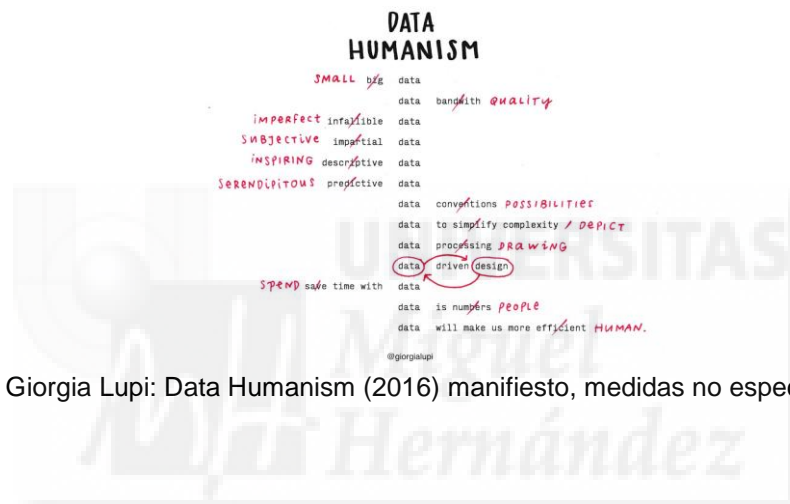 DATA
HUMANISM
SMALL big data
data bandwith QUALITY
IMPERFECT infallible data
SUBJECTIVE impartial data
INSPIRING descriptive data
SERENDIPITOUS predictive data
data conventions POSSIBILITIES
data to simplify complexity / DEPICT
data processing DRAWING
data driven design
SPEND save time with data
data is numbers PEOPLE
data will make us more efficient HUMAN.
@giorgialupi
UNIVERSITAS
Miguel
Giorgia Lupi: Data Humanism (2016) manifiesto, medidas no espec
Hernández